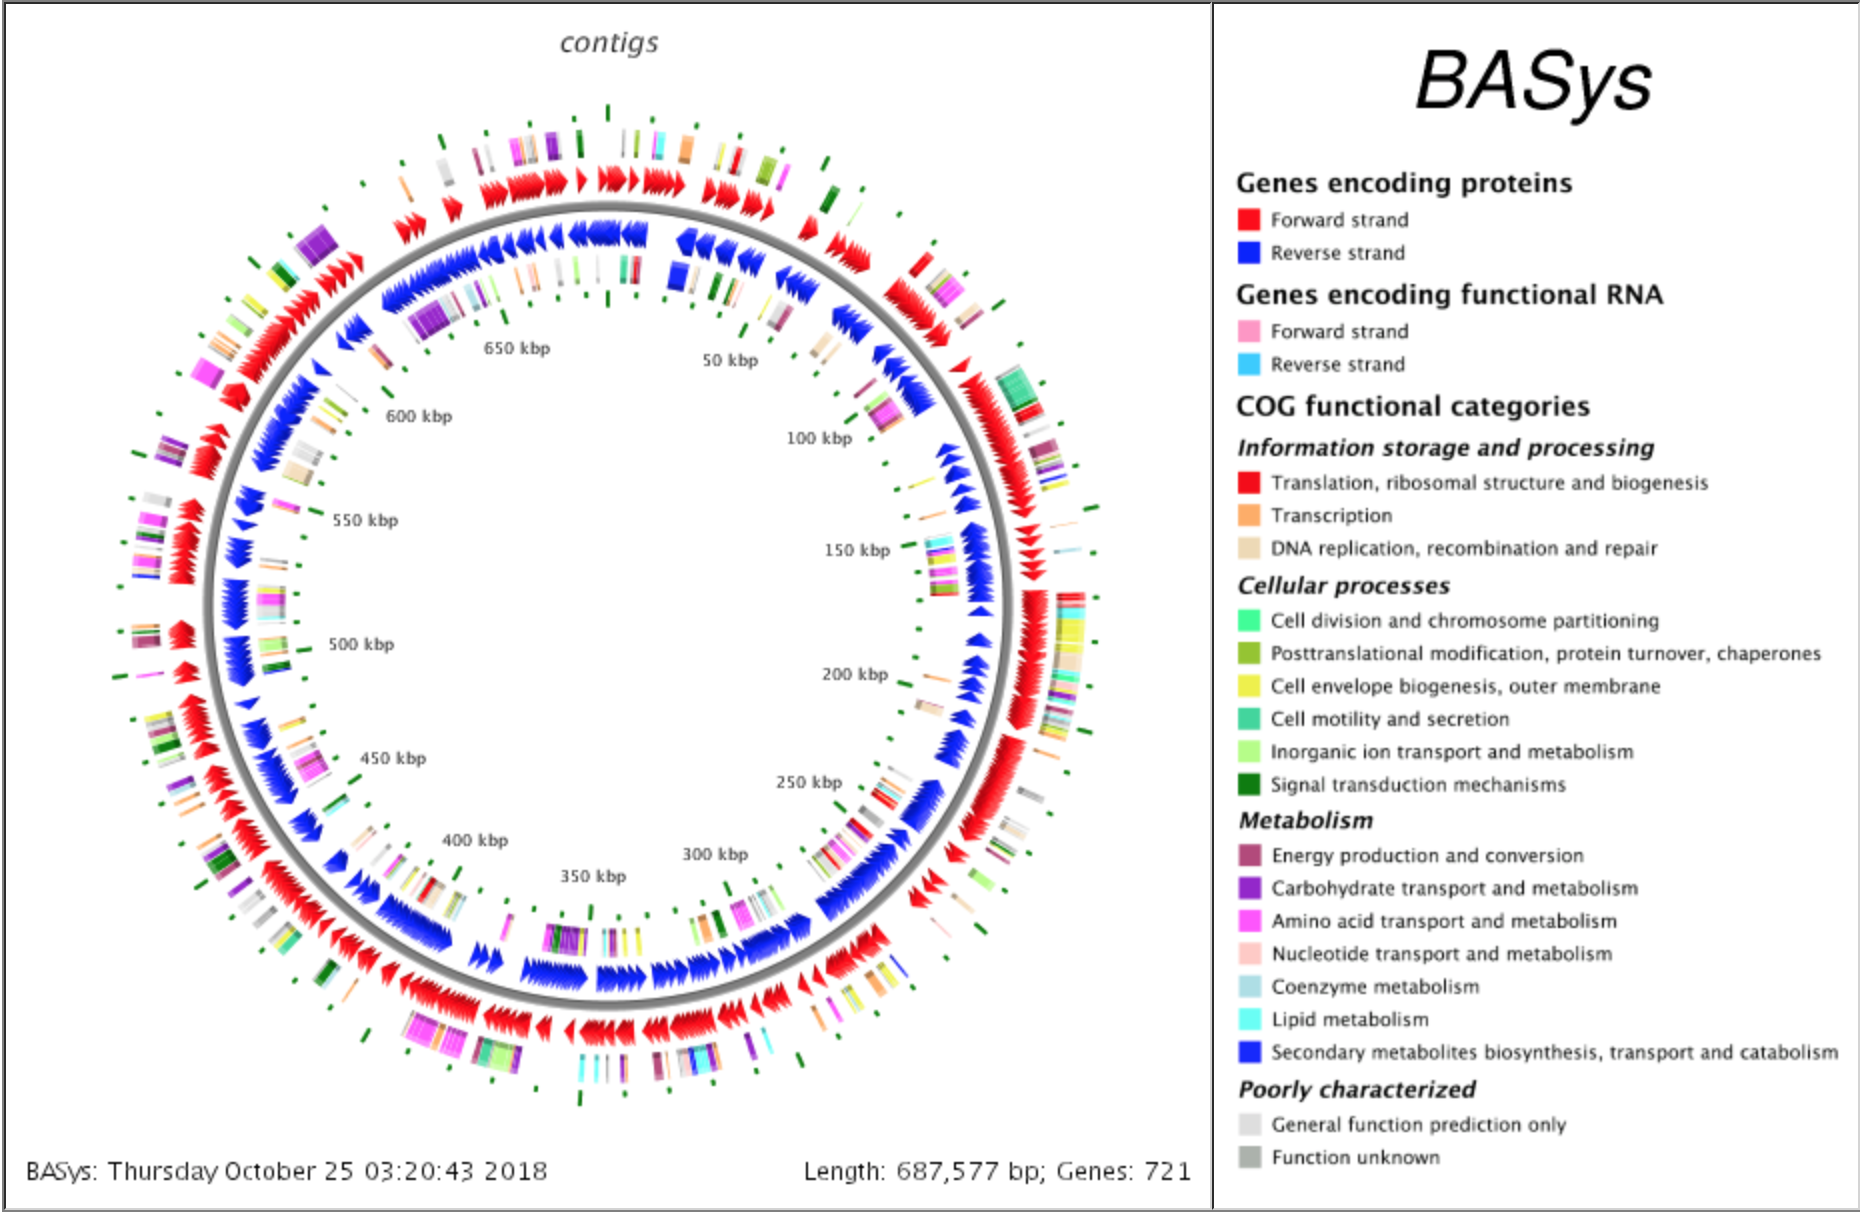 contigs
650 kbp
50 kbp
600 kbp
100 kbp
550 kbp
150 kbp
500 kbp
200 kbp
450 kbp
250 kbp
400 kbp
300 kbp
350 kbp
BASys: Thursday October 25 03:20:43 2018
Length: 687,577 bp; Genes: 721
BASys
Genes encoding proteins
Forward strand
Reverse strand
Genes encoding functional RNA
Forward strand
Reverse strand
COG functional categories
Information storage and processing
Translation, ribosomal structure and biogenesis
Transcription
DNA replication, recombination and repair
Cellular processes
Cell division and chromosome partitioning
Posttranslational modification, protein turnover, chaperones
Cell envelope biogenesis, outer membrane
Cell motility and secretion
Inorganic ion transport and metabolism
Signal transduction mechanisms
Metabolism
Energy production and conversion
Carbohydrate transport and metabolism
Amino acid transport and metabolism
Nucleotide transport and metabolism
Coenzyme metabolism
Lipid metabolism
Secondary metabolites biosynthesis, transport and catabolism
Poorly characterized
General function prediction only
Function unknown